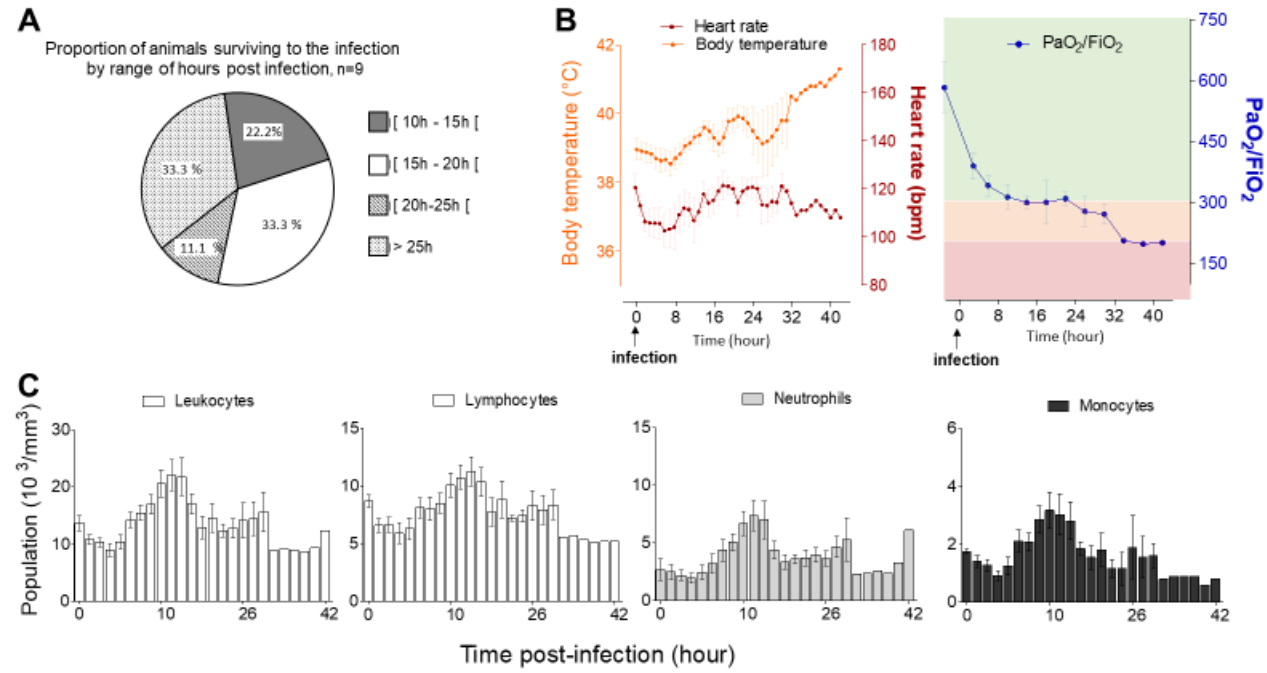 A
Proportion of animals surviving to the infection
by range of hours post infection, n=9
22.2%
33.3 %
33.3 %
11.1 %
[ 10h - 15h [
[ 15h - 20h [
[ 20h-25h [
> 25h
B
Heart rate
Body temperature
42
40
38
36
Body temperature (°C)
180
160
140
120
100
80
Heart rate (bpm)
0 8 16 24 32 40
Time (hour)
infection
PaO2/FiO2
750
600
450
300
150
PaO2/FiO2
0 8 16 24 32 40
Time (hour)
infection
C
Population (10 3/mm3)
Leukocytes
30
20
10
0
0 10 26 42
Lymphocytes
15
10
5
0
0 10 26 42
Neutrophils
15
10
5
0
0 10 26 42
Monocytes
6
4
2
0
0 10 26 42
Time post-infection (hour)